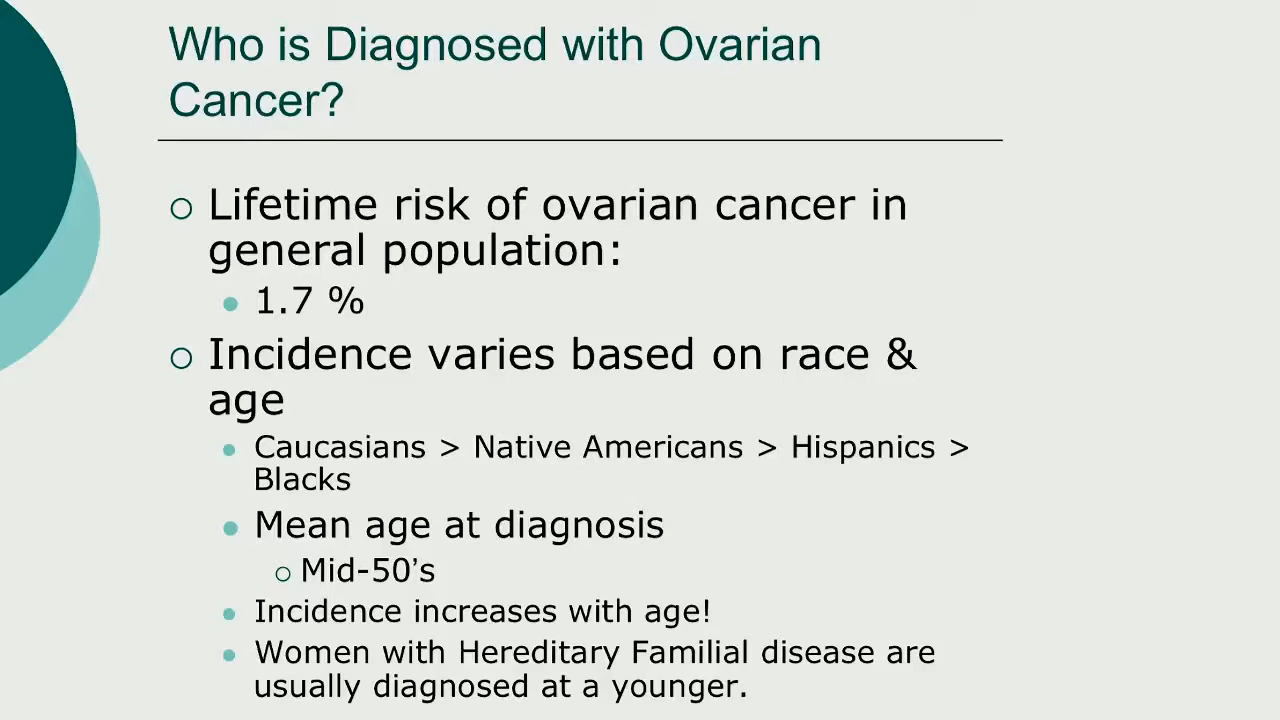 Who is Diagnosed with Ovarian
Cancer?
Lifetime risk of ovarian cancer in
general population:
1.7 %
Incidence varies based on race &
age
Caucasians > Native Americans > Hispanics >
Blacks
Mean age at diagnosis
Mid-50’s
Incidence increases with age!
Women with Hereditary Familial disease are
usually diagnosed at a younger.